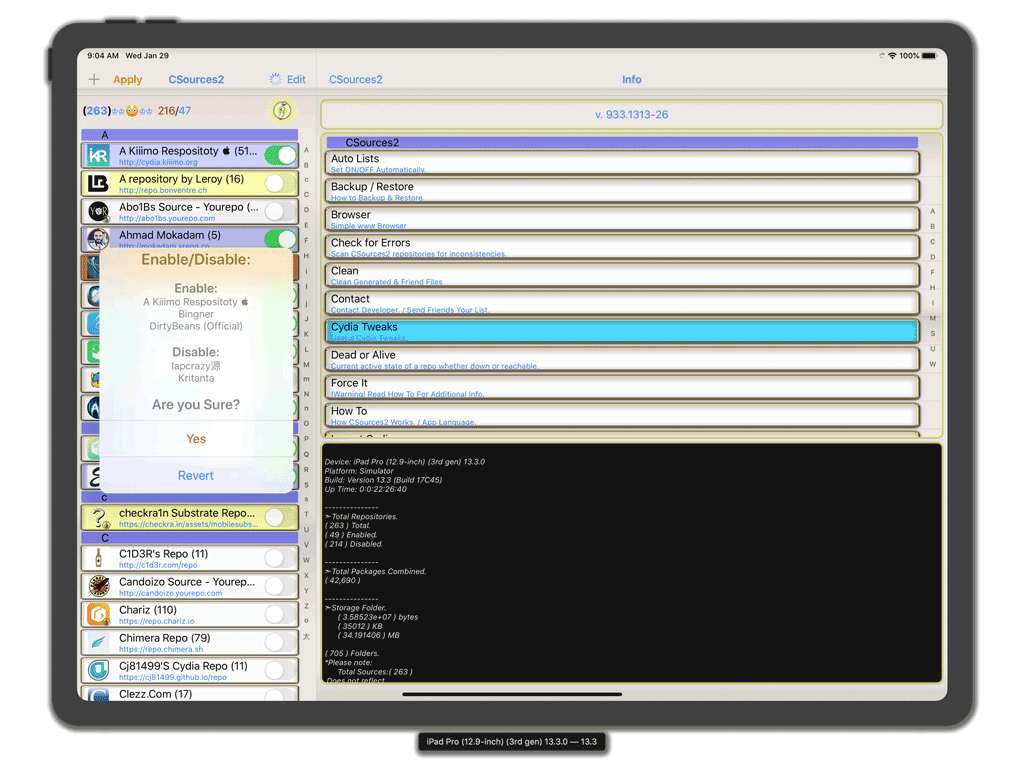 9:04 AM Wed Jan 29
100%
Apply CSources2 Edit
CSources2 Info
(263) 216/47
v. 933.1313-26
A
A Kiiimo Respositoty (51...
http://cydia.kiiimo.org
A repository by Leroy (16)
http://repo.bonventre.ch
Abo1Bs Source - Yourepo (...
http://abo1bs.yourepo.com
Ahmad Mokadam (5)
http://mokadam.xrepo.co
Enable/Disable:
Enable:
A Kiiimo Respositoty
Bingner
DirtyBeans (Official)
Disable:
Iapcrazy源
Kritanta
Are you Sure?
Yes
Revert
c
checkra1n Substrate Repo...
https://checkra.in/assets/mobilesubs...
C
C1D3R's Repo (11)
http://c1d3r.com/repo
Candoizo Source - Yourep...
http://candoizo.yourepo.com
Chariz (110)
https://repo.chariz.io
Chimera Repo (79)
https://repo.chimera.sh
Cj81499'S Cydia Repo (11)
https://cj81499.github.io/repo
Clezz.Com (17)
A
B
c
C
D
E
F
H
i
I
j
J
K
L
M
m
N
n
O
P
Q
R
S
s
T
U
V
W
X
Y
Z
o
太
CSources2
Auto Lists
Set ON/OFF Automatically.
Backup / Restore
How to Backup & Restore.
Browser
Simple www Browser
Check for Errors
Scan CSources2 repositories for inconsistencies.
Clean
Clean Generated & Friend Files
Contact
Contact Developer. / Send Friends Your List.
Cydia Tweaks
Useful Cydia Tweaks.
Dead or Alive
Current active state of a repo whether down or reachable.
Force It
!Warning! Read How To For Additional Info.
How To
How CSources2 Works. / App Language.
A
B
C
D
F
H
I
M
S
U
W
Device: iPad Pro (12.9-inch) (3rd gen) 13.3.0
Platform: Simulator
Build: Version 13.3 (Build 17C45)
Up Time: 0:0:22:26:40
---------------
➣Total Repositories.
( 263 ) Total.
( 49 ) Enabled.
( 214 ) Disabled.
---------------
➣Total Packages Combined.
( 42,690 )
---------------
➣Storage Folder.
( 3.58523e+07 ) bytes
( 35012 ) KB
( 34.191406 ) MB
( 705 ) Folders.
*Please note:
Total Sources:( 263 )
Does not reflect
iPad Pro (12.9-inch) (3rd gen) 13.3.0 — 13.3